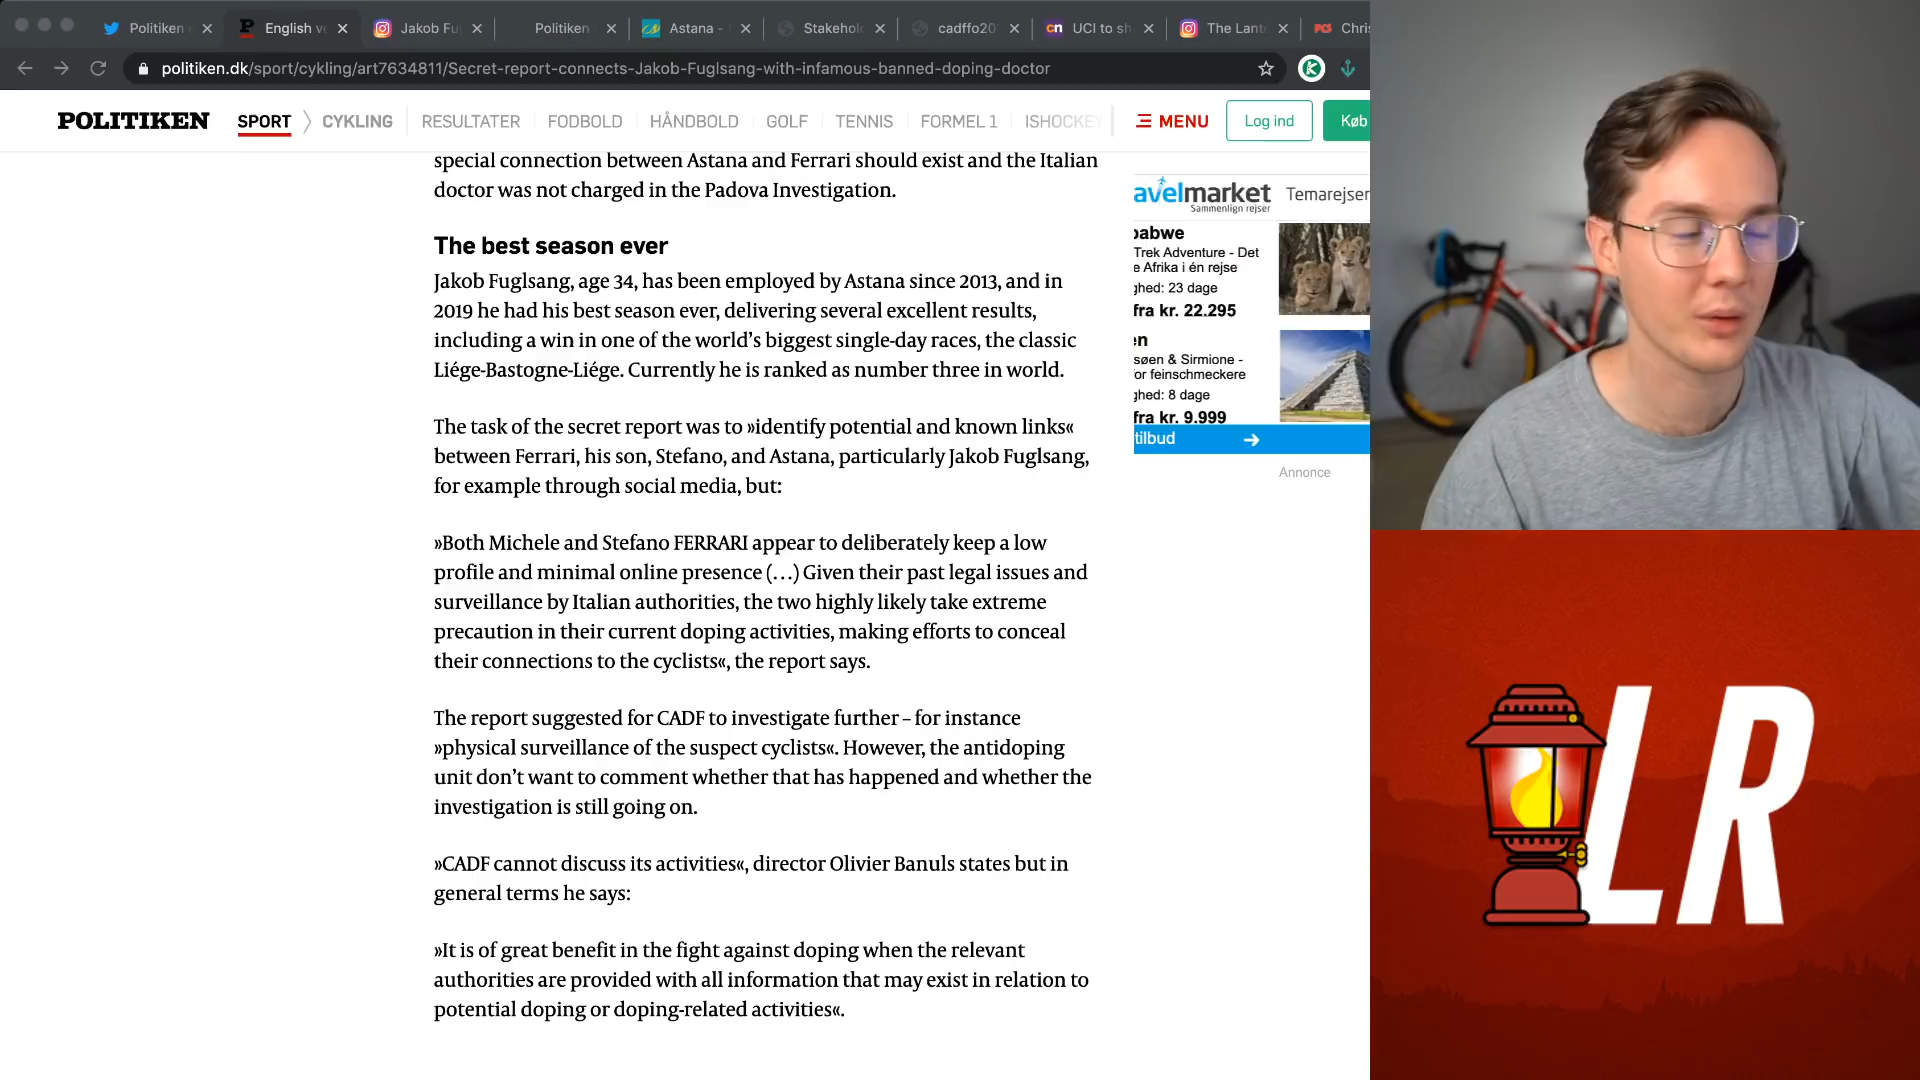 Politiken
English ve
Jakob Fu
Politiken
Astana -
Stakehol
cadffo20
cn
UCI to sh
The Lante
PCS
Chris
politiken.dk/sport/cykling/art7634811/Secret-report-connects-Jakob-Fuglsang-with-infamous-banned-doping-doctor
POLITIKEN
SPORT
CYKLING
RESULTATER
FODBOLD
HÅNDBOLD
GOLF
TENNIS
FORMEL 1
ISHOCKEY
MENU
Log ind
Køb
special connection between Astana and Ferrari should exist and the Italian
doctor was not charged in the Padova Investigation.
The best season ever
Jakob Fuglsang, age 34, has been employed by Astana since 2013, and in
2019 he had his best season ever, delivering several excellent results,
including a win in one of the world's biggest single-day races, the classic
Liége-Bastogne-Liége. Currently he is ranked as number three in world.
The task of the secret report was to »identify potential and known links«
between Ferrari, his son, Stefano, and Astana, particularly Jakob Fuglsang,
for example through social media, but:
»Both Michele and Stefano FERRARI appear to deliberately keep a low
profile and minimal online presence (…) Given their past legal issues and
surveillance by Italian authorities, the two highly likely take extreme
precaution in their current doping activities, making efforts to conceal
their connections to the cyclists«, the report says.
The report suggested for CADF to investigate further – for instance
»physical surveillance of the suspect cyclists«. However, the antidoping
unit don't want to comment whether that has happened and whether the
investigation is still going on.
»CADF cannot discuss its activities«, director Olivier Banuls states but in
general terms he says:
»It is of great benefit in the fight against doping when the relevant
authorities are provided with all information that may exist in relation to
potential doping or doping-related activities«.
avelmarket
Sammenlign rejser
Temarejser
babwe
Trek Adventure - Det
e Afrika i én rejse
ghed: 23 dage
fra kr. 22.295
en
søen & Sirmione -
for feinschmeckere
ghed: 8 dage
fra kr. 9.999
tilbud
Annonce
LR